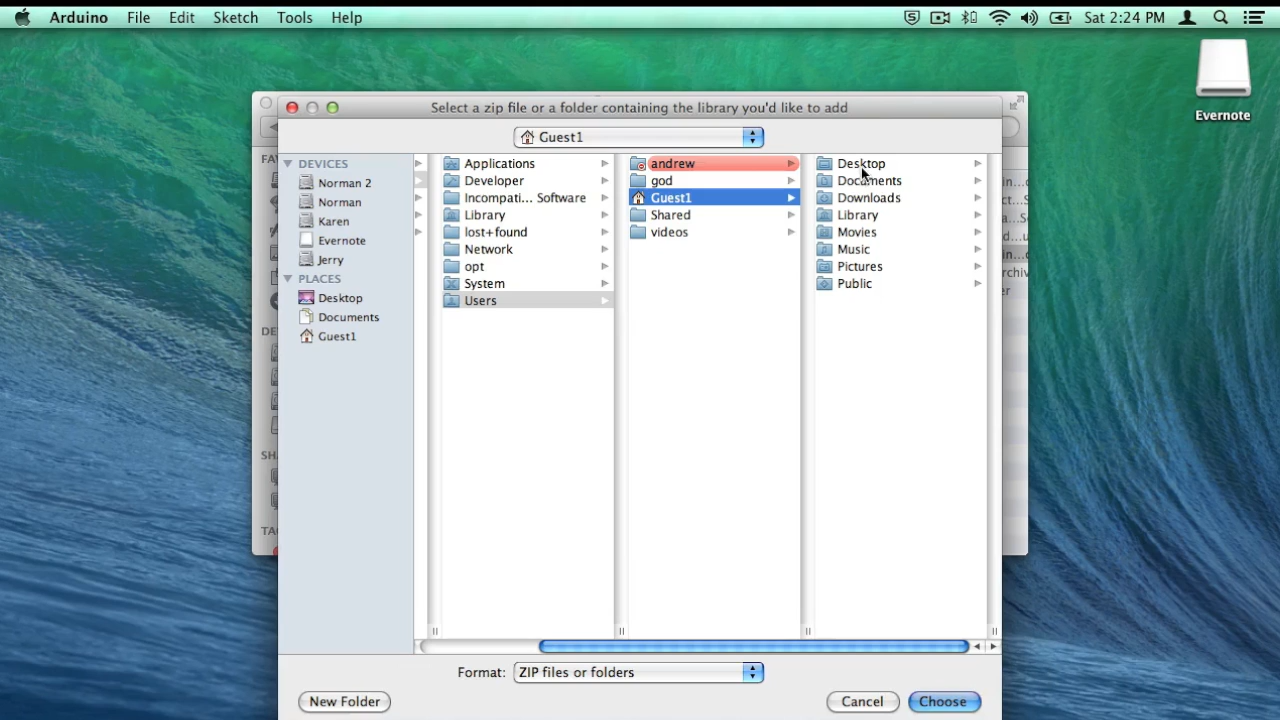 Arduino File Edit Sketch Tools Help Sat 2:24 PM
Evernote
Select a zip file or a folder containing the library you'd like to add
Guest1
DEVICES
Norman 2
Norman
Karen
Evernote
Jerry
PLACES
Desktop
Documents
Guest1
Applications
Developer
Incompati... Software
Library
lost+found
Network
opt
System
Users
andrew
god
Guest1
Shared
videos
Desktop
Documents
Downloads
Library
Movies
Music
Pictures
Public
Format: ZIP files or folders
New Folder Cancel Choose